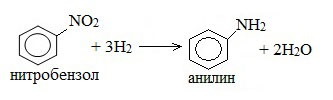 NO2 NH2
+ 3H2 + 2H2O
нитробензол анилин